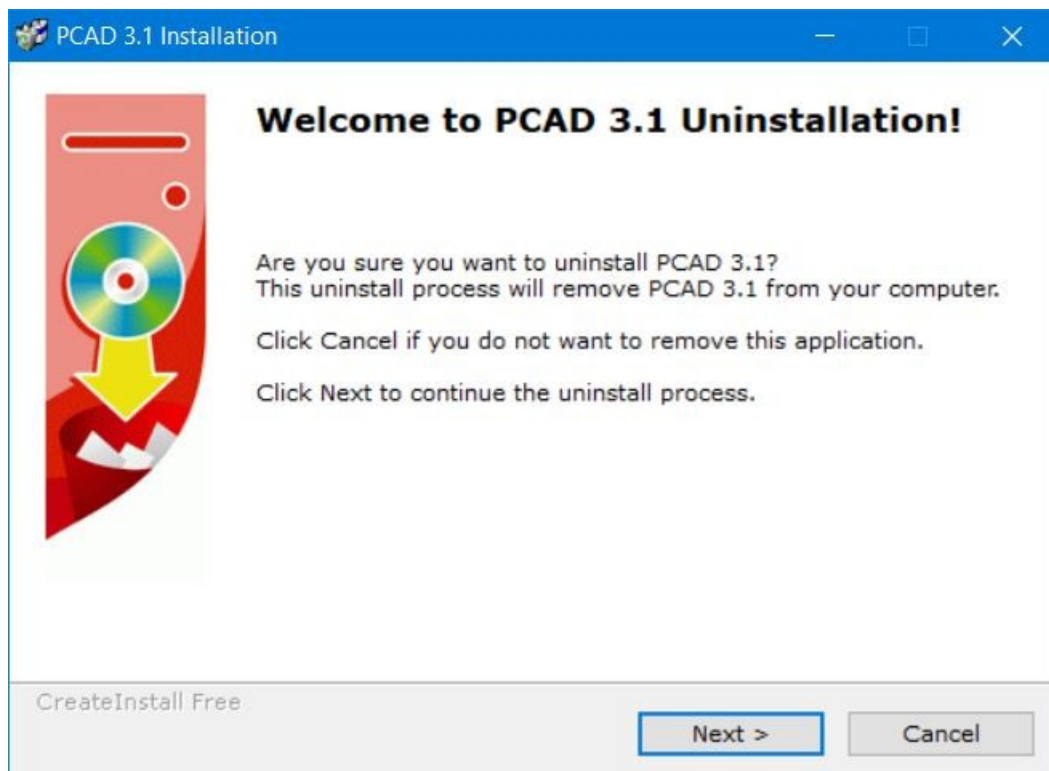 PCAD 3.1 Installation
Welcome to PCAD 3.1 Uninstallation!
Are you sure you want to uninstall PCAD 3.1?
This uninstall process will remove PCAD 3.1 from your computer.
Click Cancel if you do not want to remove this application.
Click Next to continue the uninstall process.
CreateInstall Free
Next >
Cancel